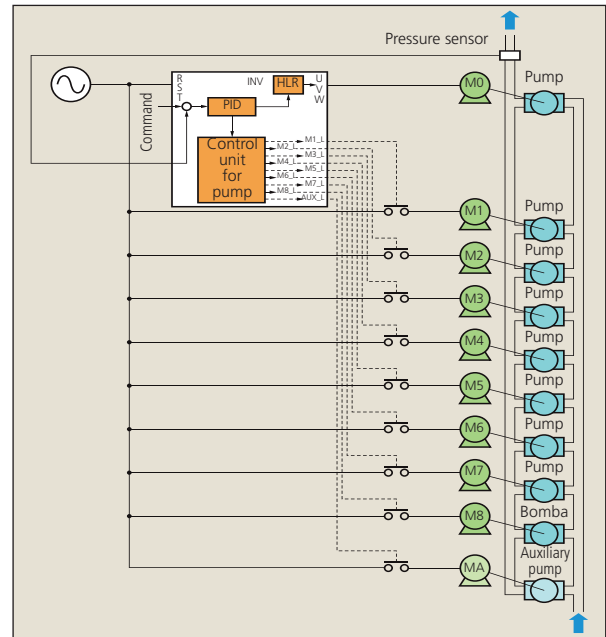 Pressure sensor
R
S
T
INV
HLR
U
V
W
M0
Pump
Command
PID
Control
unit
for
pump
M1_L
M2_L
M3_L
M4_L
M5_L
M6_L
M7_L
M8_L
AUX_L
M1
Pump
M2
Pump
M3
Pump
M4
Pump
M5
Pump
M6
Pump
M7
Pump
M8
Bomba
MA
Auxiliary
pump